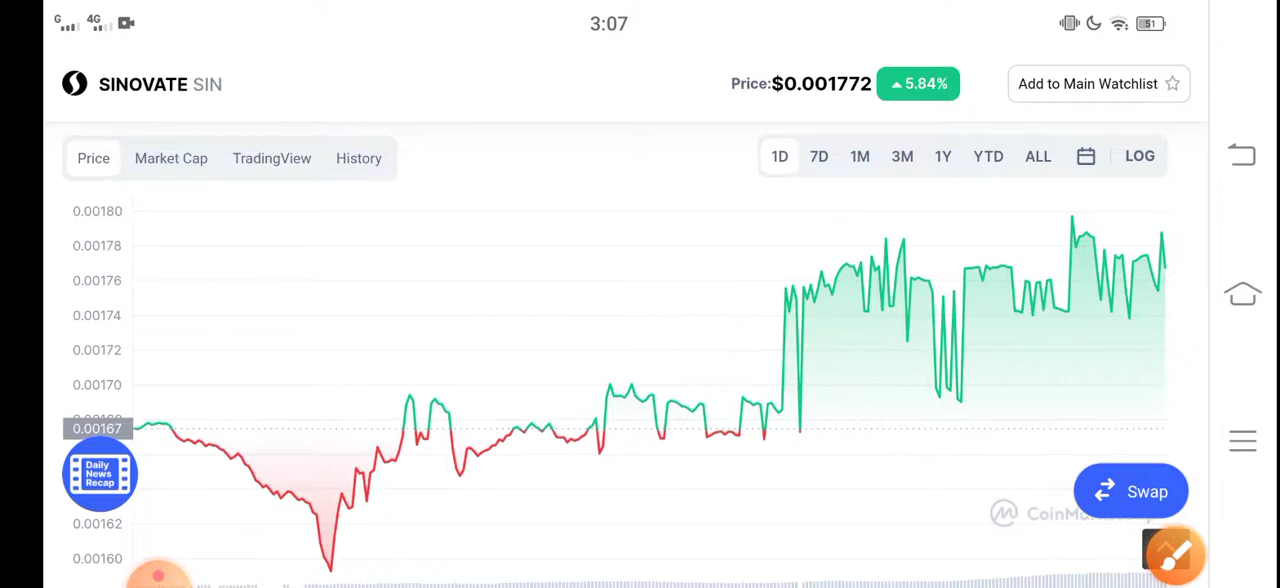 G 4G 3:07 51
SINOVATE SIN Price:$0.001772 5.84% Add to Main Watchlist
Price Market Cap TradingView History 1D 7D 1M 3M 1Y YTD ALL LOG
0.00180
0.00178
0.00176
0.00174
0.00172
0.00170
0.00167
Daily
News
Recap
Swap
0.00162
0.00160